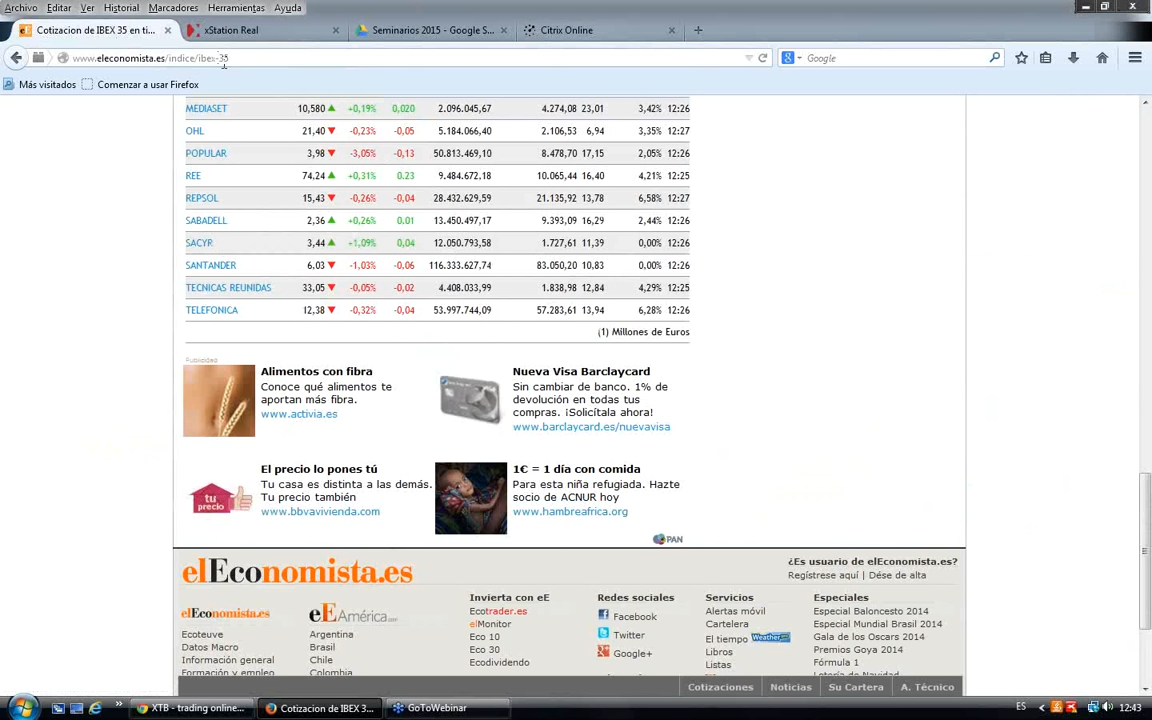 Archivo Editar Ver Historial Marcadores Herramientas Ayuda
Cotizacion de IBEX 35 en ti... xStation Real Seminarios 2015 - Google S... Citrix Online
www.eleconomista.es/indice/ibex-35 Google
Más visitados Comenzar a usar Firefox
MEDIASET 10,580 +0,19% 0,020 2.096.045,67 4.274,08 23,01 3,42% 12:26
OHL 21,40 -0,23% -0,05 5.184.066,40 2.106,53 6,94 3,35% 12:27
POPULAR 3,98 -3,05% -0,13 50.813.469,10 8.478,70 17,15 2,05% 12:26
REE 74,24 +0,31% 0.23 9.484.672,18 10.065,44 16,40 4,21% 12:25
REPSOL 15,43 -0,26% -0,04 28.432.629,59 21.135,92 13,78 6,58% 12:27
SABADELL 2,36 +0,26% 0.01 13.450.497,17 9.393,09 16,29 2,44% 12:26
SACYR 3,44 +1,09% 0,04 12.050.793,58 1.727,61 11,39 0,00% 12:26
SANTANDER 6,03 -1,03% -0,06 116.333.627,74 83.050,20 10,83 0,00% 12:26
TECNICAS REUNIDAS 33,05 -0,05% -0,02 4.408.033,99 1.838,98 12,84 4,29% 12:25
TELEFONICA 12,38 -0,32% -0,04 53.997.744,09 57.283,61 13,94 6,28% 12:26
(1) Millones de Euros
Publicidad
Alimentos con fibra
Conoce qué alimentos te
aportan más fibra.
www.activia.es
Nueva Visa Barclaycard
Sin cambiar de banco. 1% de
devolución en todas tus
compras. ¡Solicítala ahora!
www.barclaycard.es/nuevavisa
tu
precio
El precio lo pones tú
Tu casa es distinta a las demás.
Tu precio también
www.bbvavivienda.com
1€ = 1 día con comida
Para esta niña refugiada. Hazte
socio de ACNUR hoy
www.hambreafrica.org
PAN
elEconomista.es
¿Es usuario de elEconomista.es?
Regístrese aquí | Dése de alta
elEconomista.es
Ecoteuve
Datos Macro
Información general
Formación y empleo
eE América.com
Argentina
Brasil
Chile
Colombia
Invierta con eE
Ecotrader.es
elMonitor
Eco 10
Eco 30
Ecodividendo
Redes sociales
Facebook
Twitter
Google+
Servicios
Alertas móvil
Cartelera
El tiempo Weather
Libros
Listas
Especiales
Especial Baloncesto 2014
Especial Mundial Brasil 2014
Gala de los Oscars 2014
Premios Goya 2014
Fórmula 1
Lotería de Navidad
Cotizaciones Noticias Su Cartera A. Técnico
XTB - trading online... Cotizacion de IBEX 3... GoToWebinar ES 12:43